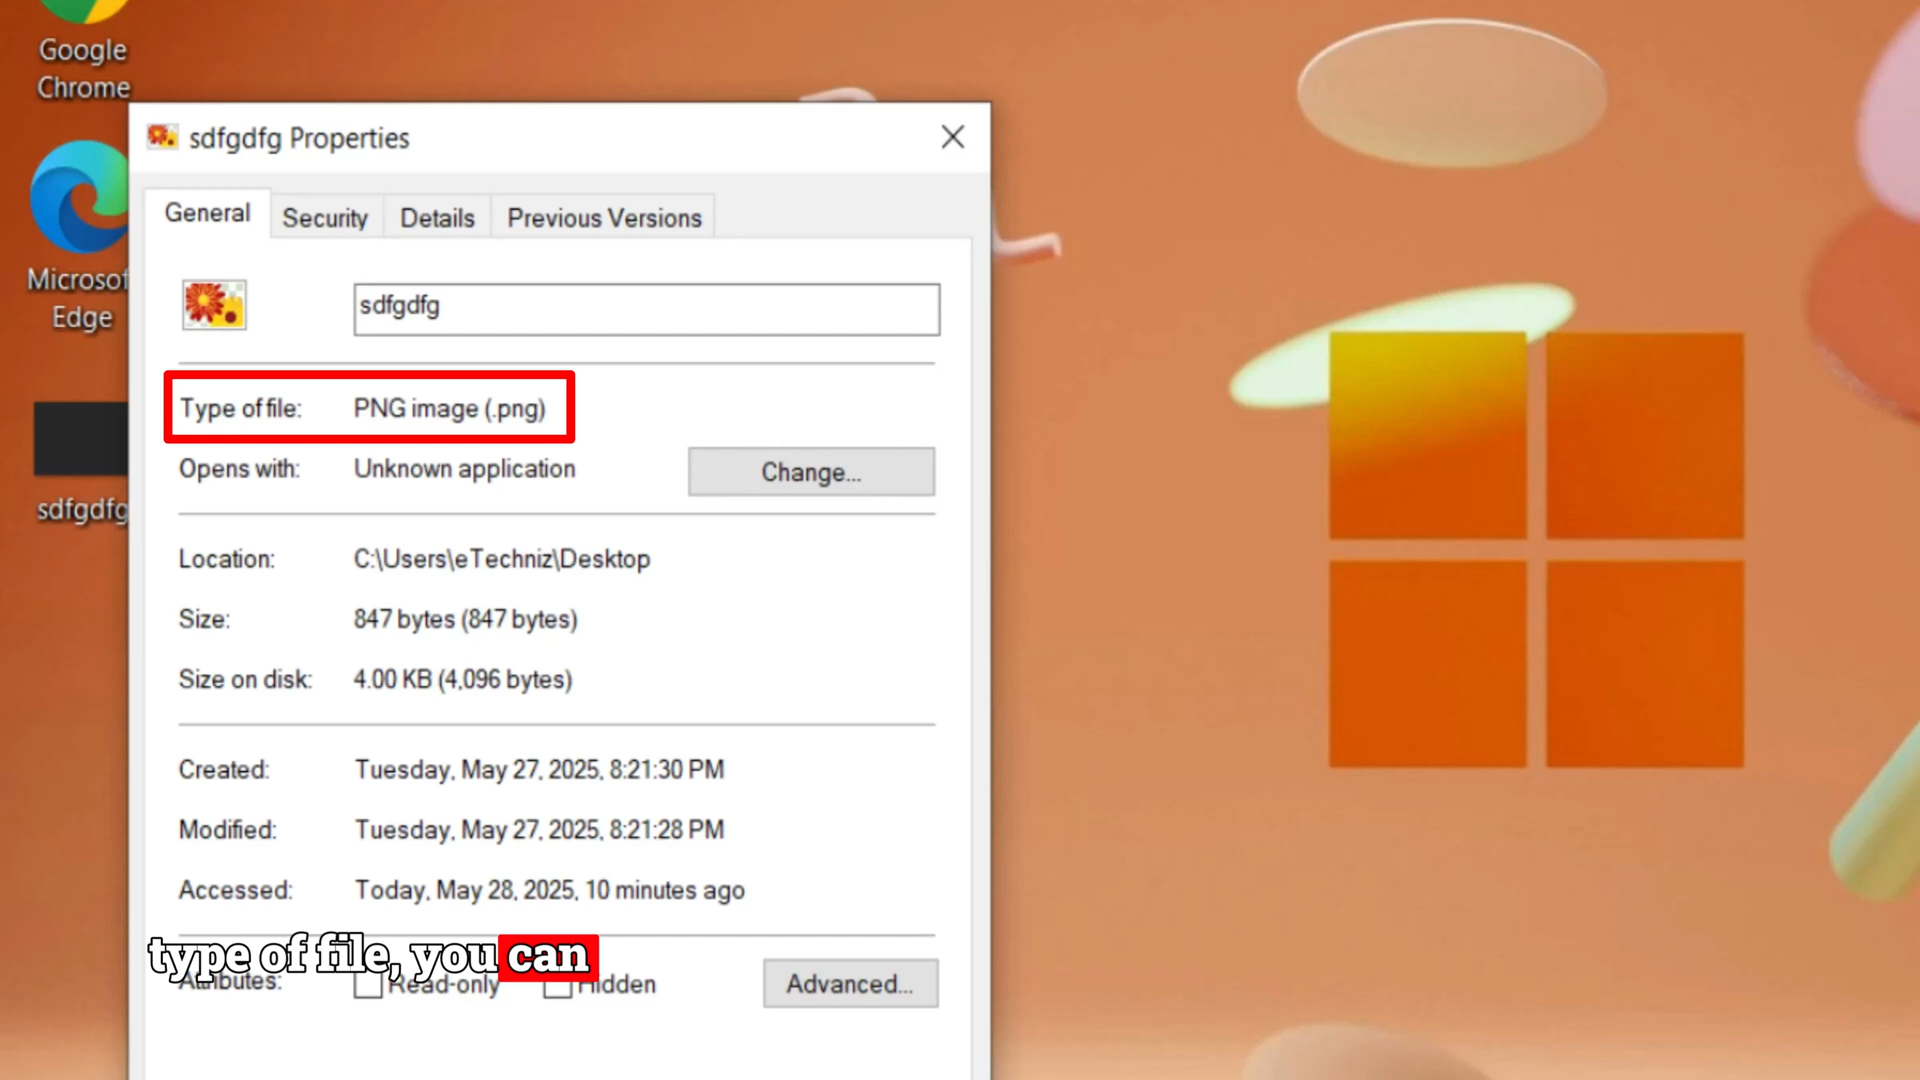 Google
Chrome
Microsof
Edge
sdfgdfg
sdfgdfg Properties
General Security Details Previous Versions
sdfgdfg
Type of file: PNG image (.png)
Opens with: Unknown application Change...
Location: C:\Users\eTechniz\Desktop
Size: 847 bytes (847 bytes)
Size on disk: 4.00 KB (4,096 bytes)
Created: Tuesday, May 27, 2025, 8:21:30 PM
Modified: Tuesday, May 27, 2025, 8:21:28 PM
Accessed: Today, May 28, 2025, 10 minutes ago
type of file, you can
Attributes: Read-only Hidden Advanced...